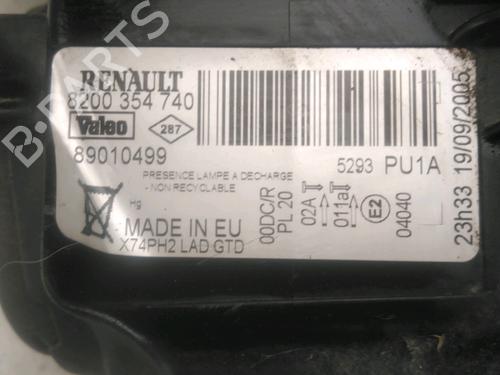 RENAULT
8200 354 740
Valeo
287
89010499
PRESENCE LAMPE A DECHARGE
- NON RECYCLABLE
5293 PU1A
Hg
MADE IN EU
X74PH2 LAD GTD
00DC/R
PL 20
02A
011a
E2
04040
23h33 19/09/2005
B-PARTS